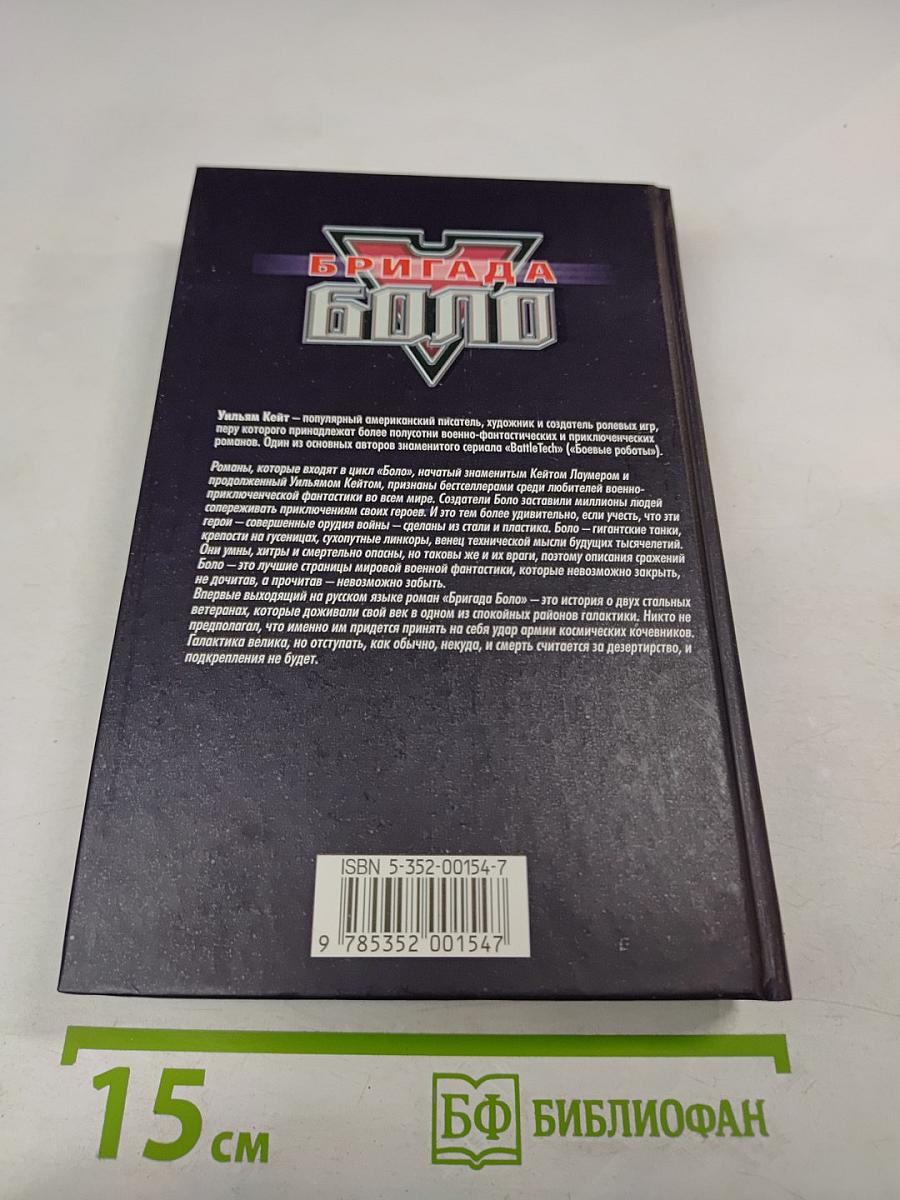 БРИГАДА
БОЛО
Уильям Кейт – популярный американский писатель, художник и создатель ролевых игр,
перу которого принадлежат более полусотни военно-фантастических и приключенческих
романов. Один из основных авторов знаменитого сериала «BattleTech» («Боевые роботы»).
Романы, которые входят в цикл «Боло», начатый знаменитым Кейтом Лаумером и
продолженный Уильямом Кейтом, признаны бестселлерами среди любителей военно-
приключенческой фантастики во всем мире. Создатели Боло заставили миллионы людей
сопереживать приключениям своих героев. И это тем более удивительно, если учесть, что эти
герои – совершенные орудия войны – сделаны из стали и пластика. Боло – гигантские танки,
крепости на гусеницах, сухопутные линкоры, венец технической мысли будущих тысячелетий.
Они умны, хитры и смертельно опасны, но таковы же и их враги, поэтому описания сражений
Боло – это лучшие страницы мировой военной фантастики, которые невозможно закрыть,
не дочитав, а прочитав – невозможно забыть.
Впервые выходящий на русском языке роман «Бригада Боло» – это история о двух стальных
ветеранах, которые доживали свой век в одном из спокойных районов галактики. Никто не
предполагал, что именно им придется принять на себя удар армии космических кочевников.
Галактика велика, но отступать, как обычно, некуда, и смерть считается за дезертирство, и
подкрепления не будет.
ISBN 5-352-00154-7
9 785352 001547
15 см
БФ БИБЛИОФАН